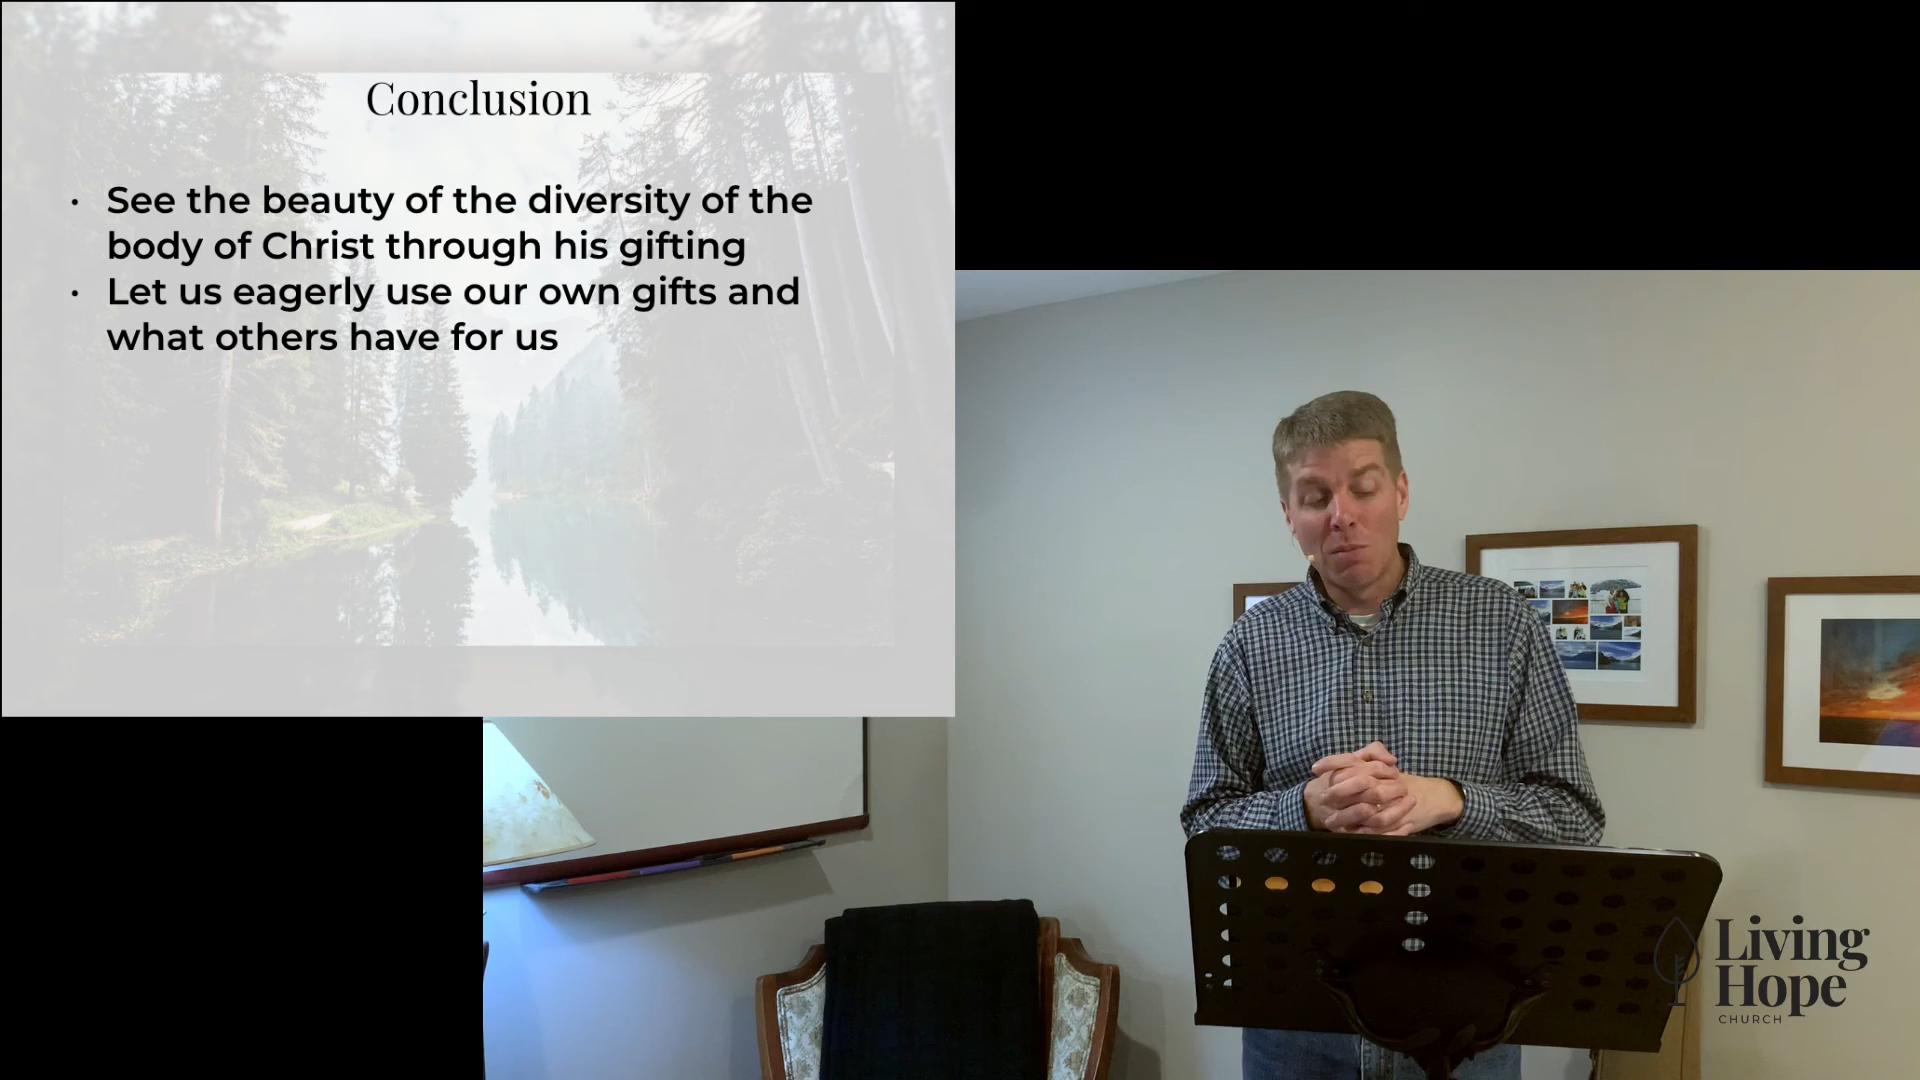 Conclusion
• See the beauty of the diversity of the
body of Christ through his gifting
• Let us eagerly use our own gifts and
what others have for us
Living
Hope
CHURCH